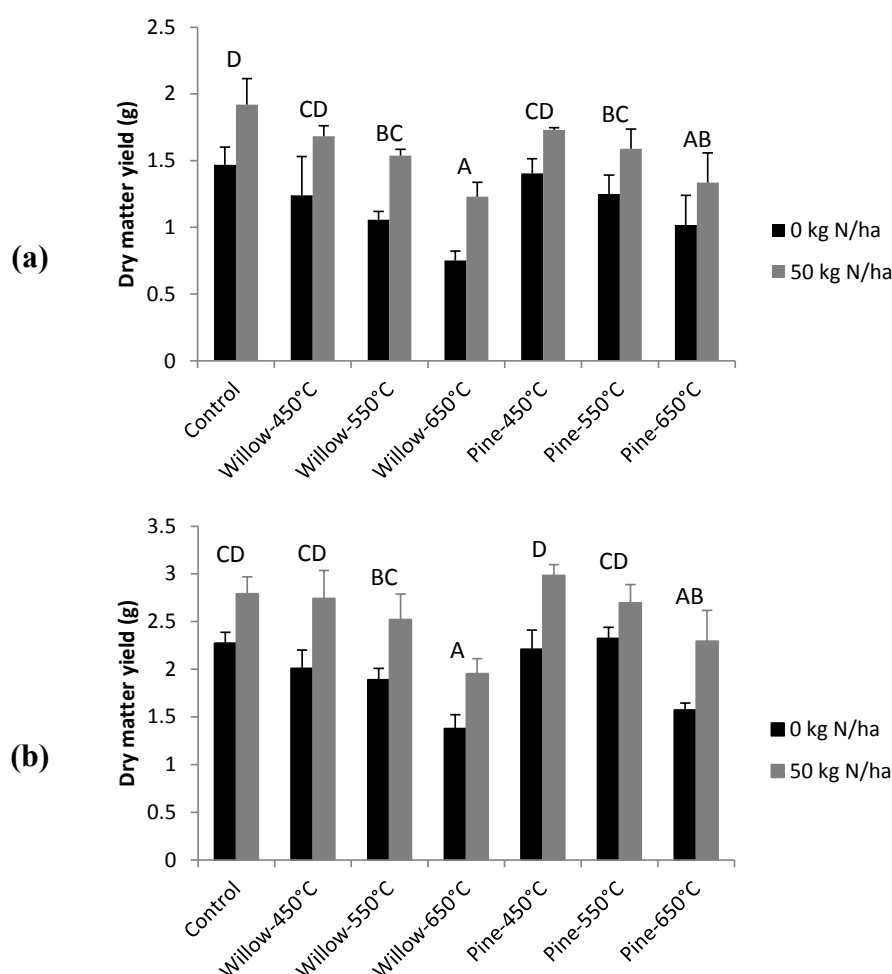 2.5
2
1.5
1
0.5
0
Dry matter yield (g)
D
CD
BC
A
CD
BC
AB
(a)
0 kg N/ha
50 kg N/ha
Control
Willow-450°C
Willow-550°C
Willow-650°C
Pine-450°C
Pine-550°C
Pine-650°C
3.5
3
2.5
2
1.5
1
0.5
0
Dry matter yield (g)
CD
CD
BC
A
D
CD
AB
(b)
0 kg N/ha
50 kg N/ha
Control
Willow-450°C
Willow-550°C
Willow-650°C
Pine-450°C
Pine-550°C
Pine-650°C